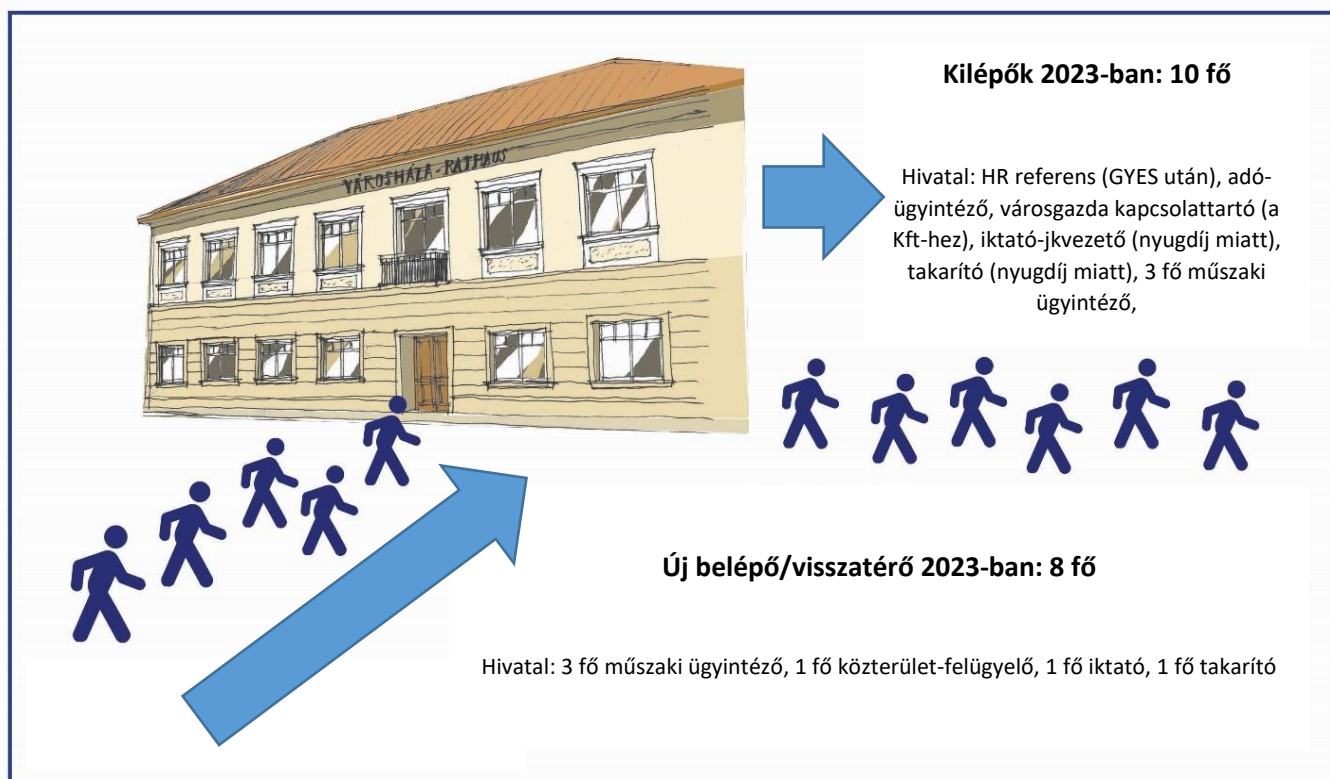 VÁROSHÁZA - RATHAUS
Kilépők 2023-ban: 10 fő
Hivatal: HR referens (GYES után), adó-
ügyintéző, városgazda kapcsolattartó (a
Kft-hez), iktató-jkvezető (nyugdíj miatt),
takarító (nyugdíj miatt), 3 fő műszaki
ügyintéző,
Új belépő/visszatérő 2023-ban: 8 fő
Hivatal: 3 fő műszaki ügyintéző, 1 fő közterület-felügyelő, 1 fő iktató, 1 fő takarító